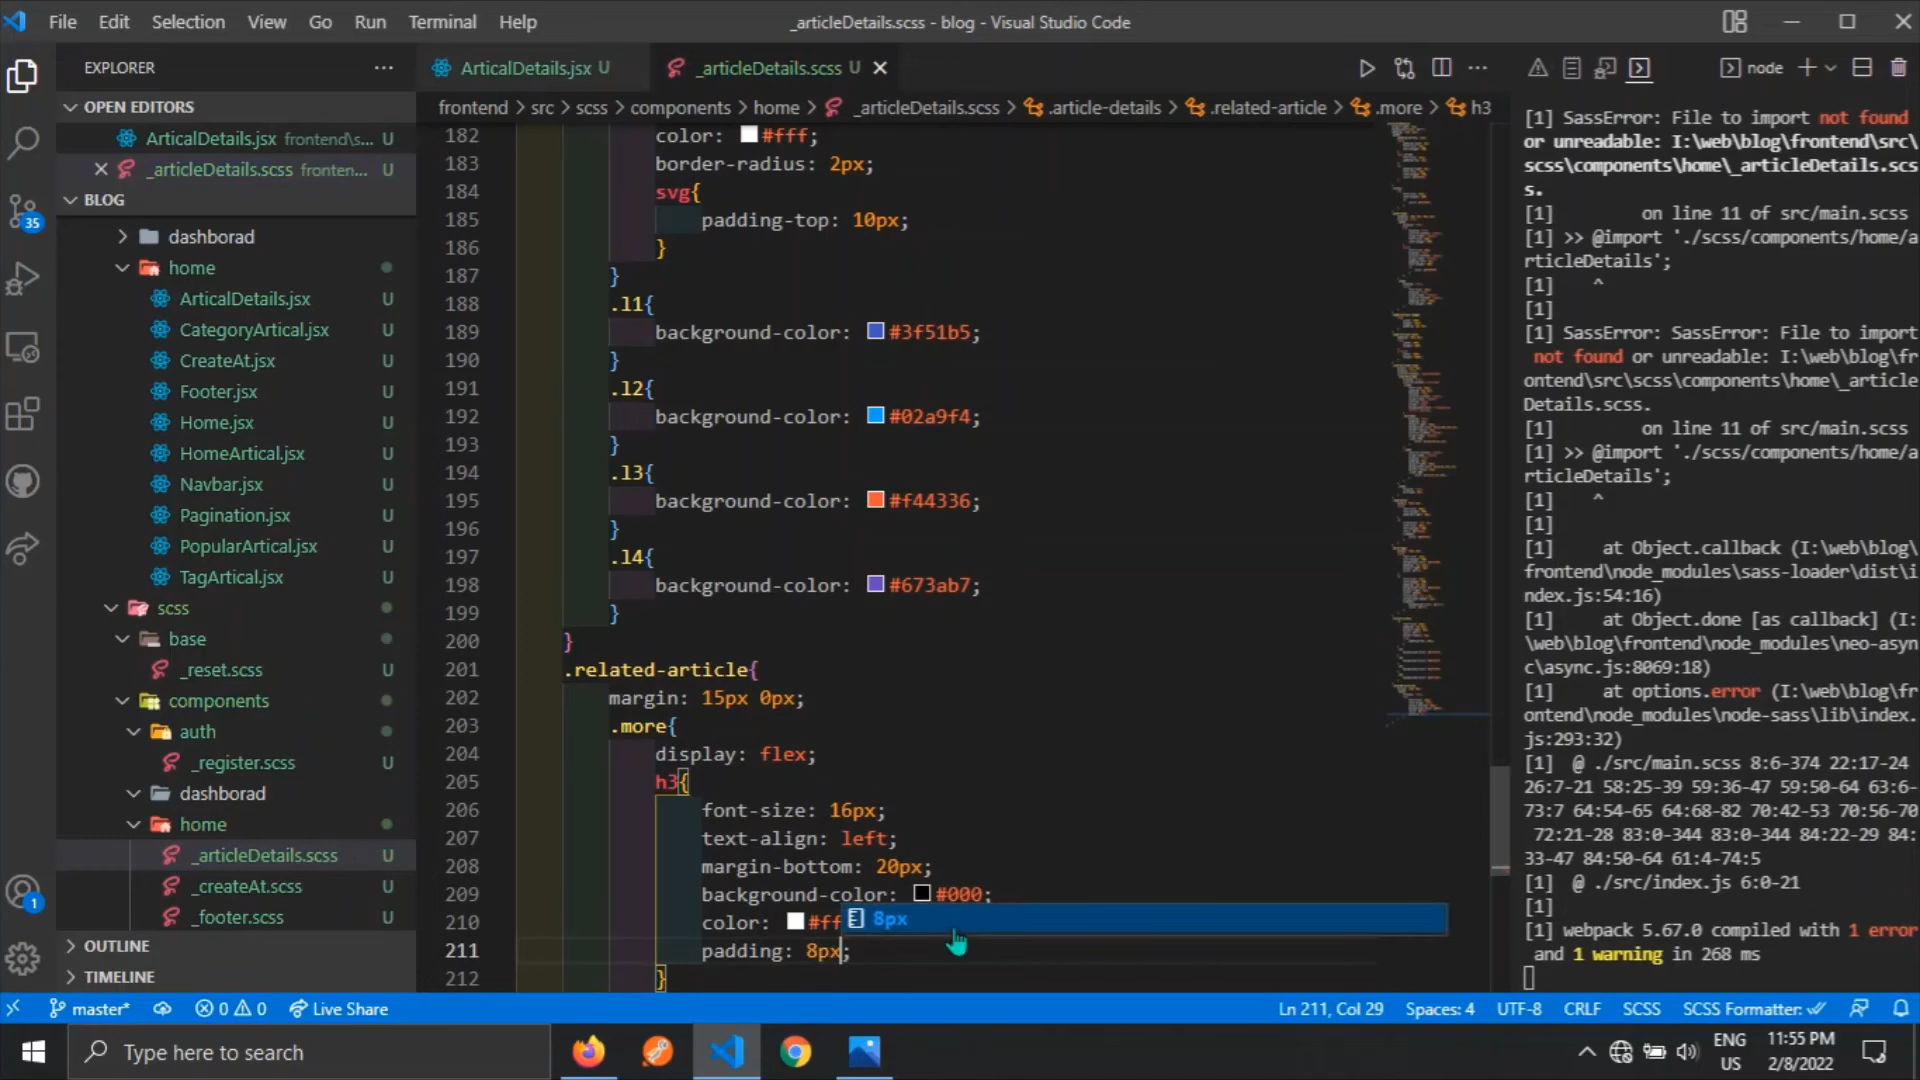 File Edit Selection View Go Run Terminal Help
_articleDetails.scss - blog - Visual Studio Code
EXPLORER
OPEN EDITORS
ArticalDetails.jsx frontend\s... U
_articleDetails.scss fronten... U
BLOG
dashborad
home
ArticalDetails.jsx U
CategoryArtical.jsx U
CreateAt.jsx U
Footer.jsx U
Home.jsx U
HomeArtical.jsx U
Navbar.jsx U
Pagination.jsx U
PopularArtical.jsx U
TagArtical.jsx U
scss
base
_reset.scss U
components
auth
_register.scss U
dashborad
home
_articleDetails.scss U
_createAt.scss U
_footer.scss U
OUTLINE
TIMELINE
35
1
ArticalDetails.jsx U
_articleDetails.scss U
frontend > src > scss > components > home > _articleDetails.scss > .article-details > .related-article > .more > h3
182 color: #fff;
183 border-radius: 2px;
184 svg{
185 padding-top: 10px;
186 }
187 }
188 .l1{
189 background-color: #3f51b5;
190 }
191 .l2{
192 background-color: #02a9f4;
193 }
194 .l3{
195 background-color: #f44336;
196 }
197 .l4{
198 background-color: #673ab7;
199 }
200 }
201 .related-article{
202 margin: 15px 0px;
203 .more{
204 display: flex;
205 h3{
206 font-size: 16px;
207 text-align: left;
208 margin-bottom: 20px;
209 background-color: #000;
210 color: #ff
8px
211 padding: 8px;
212 }
node
[1] SassError: File to import not found
or unreadable: I:\web\blog\frontend\src\
scss\components\home\_articleDetails.scs
s.
[1] on line 11 of src/main.scss
[1] >> @import './scss/components/home/a
rticleDetails';
[1] ^
[1]
[1] SassError: SassError: File to import
not found or unreadable: I:\web\blog\fr
ontend\src\scss\components\home\_article
Details.scss.
[1] on line 11 of src/main.scss
[1] >> @import './scss/components/home/a
rticleDetails';
[1] ^
[1]
[1] at Object.callback (I:\web\blog\
frontend\node_modules\sass-loader\dist\i
ndex.js:54:16)
[1] at Object.done [as callback] (I:
\web\blog\frontend\node_modules\neo-asyn
c\async.js:8069:18)
[1] at options.error (I:\web\blog\fr
ontend\node_modules\node-sass\lib\index.
js:293:32)
[1] @ ./src/main.scss 8:6-374 22:17-24
26:7-21 58:25-39 59:36-47 59:50-64 63:6-
73:7 64:54-65 64:68-82 70:42-53 70:56-70
72:21-28 83:0-344 83:0-344 84:22-29 84:
33-47 84:50-64 61:4-74:5
[1] @ ./src/index.js 6:0-21
[1]
[1] webpack 5.67.0 compiled with 1 error
and 1 warning in 268 ms
master* 0 0 Live Share
Ln 211, Col 29 Spaces: 4 UTF-8 CRLF SCSS SCSS Formatter:
Type here to search
ENG
US
11:55 PM
2/8/2022